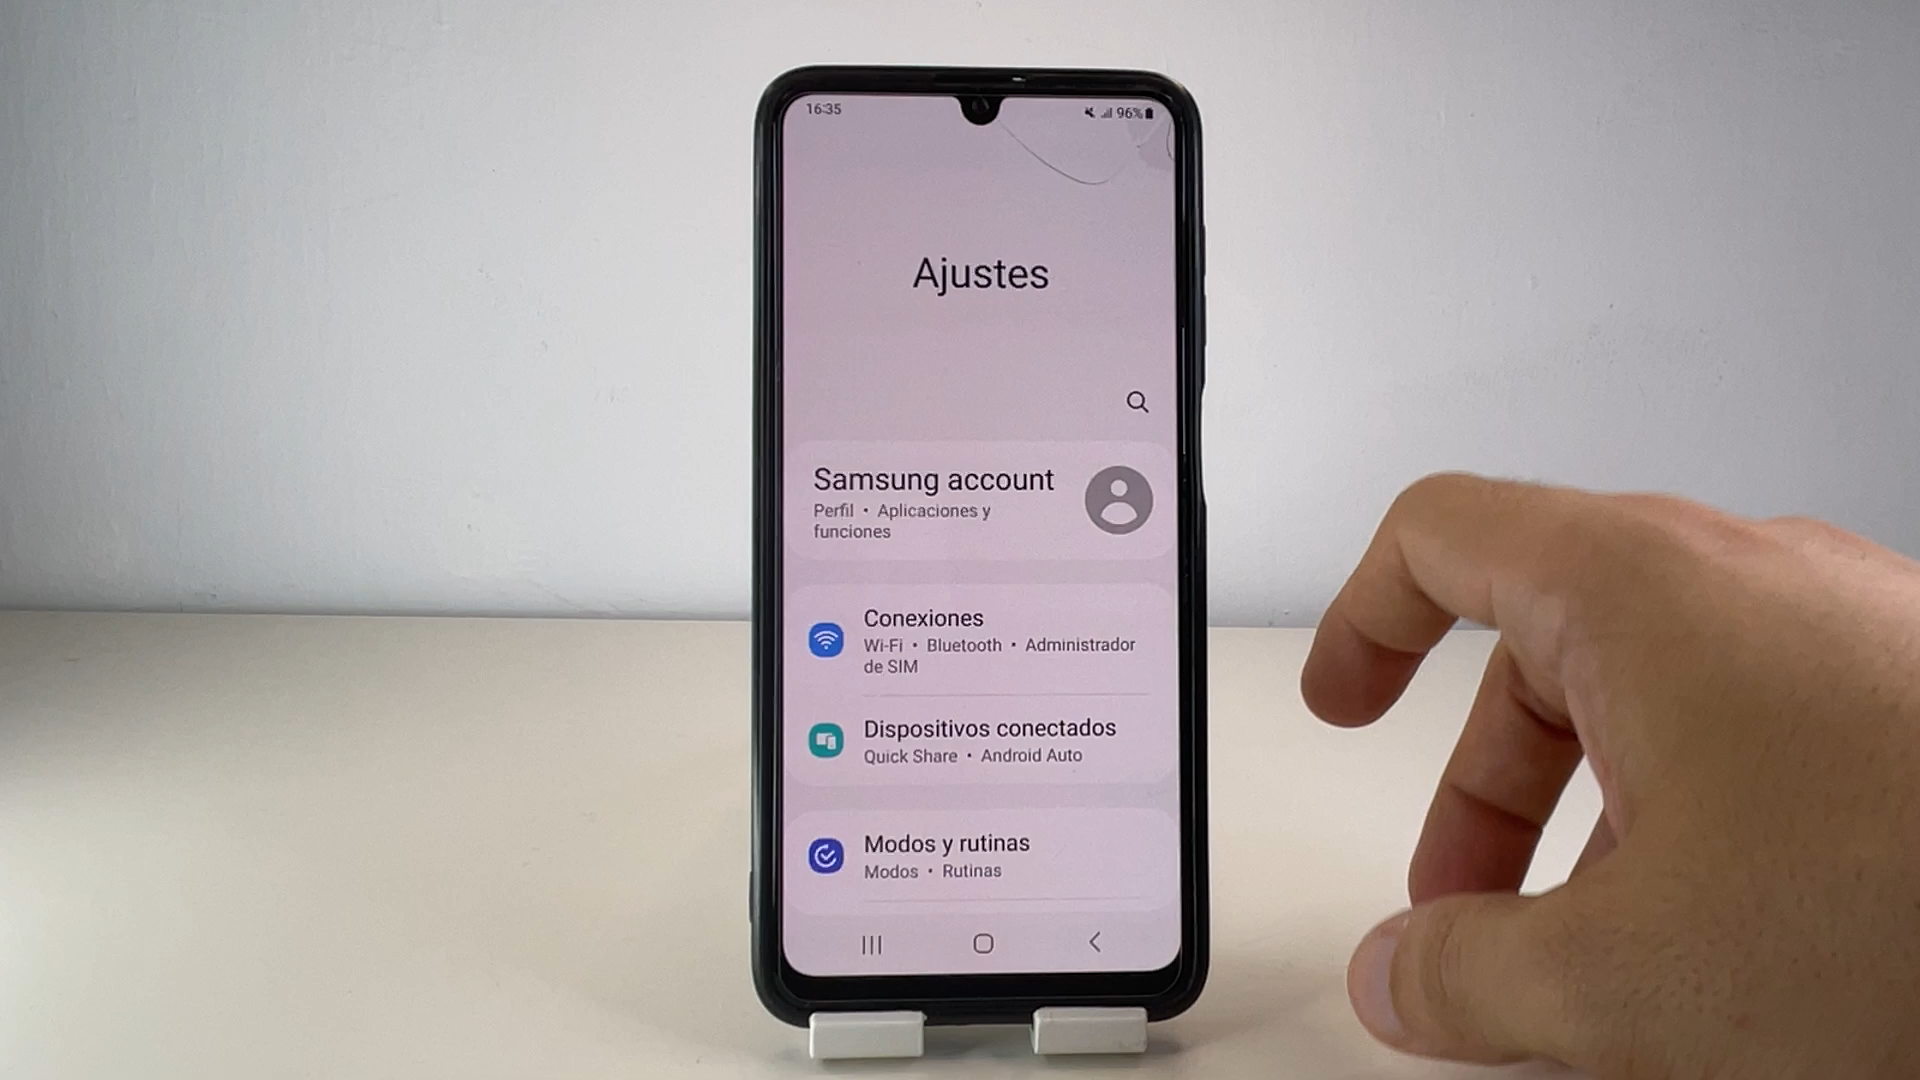 16:35
96%
Ajustes
Samsung account
Perfil • Aplicaciones y
funciones
Conexiones
Wi-Fi • Bluetooth • Administrador
de SIM
Dispositivos conectados
Quick Share • Android Auto
Modos y rutinas
Modos • Rutinas